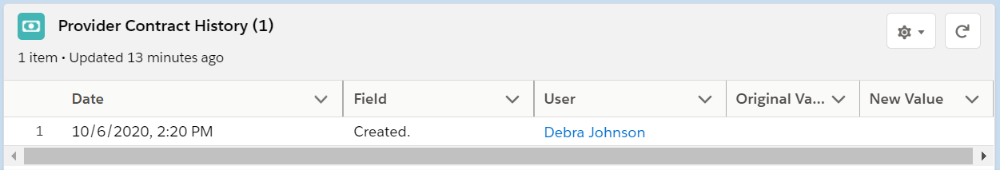 Provider Contract History (1)
1 item • Updated 13 minutes ago
Date Field User Original Va... New Value
1 10/6/2020, 2:20 PM Created. Debra Johnson